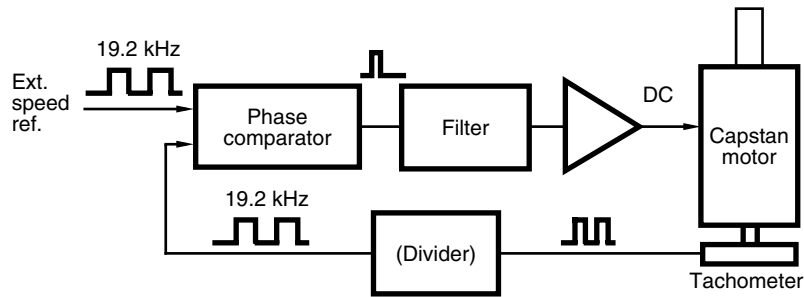 19.2 kHz
Ext.
speed
ref.
Phase
comparator
Filter
DC
Capstan
motor
19.2 kHz
(Divider)
Tachometer